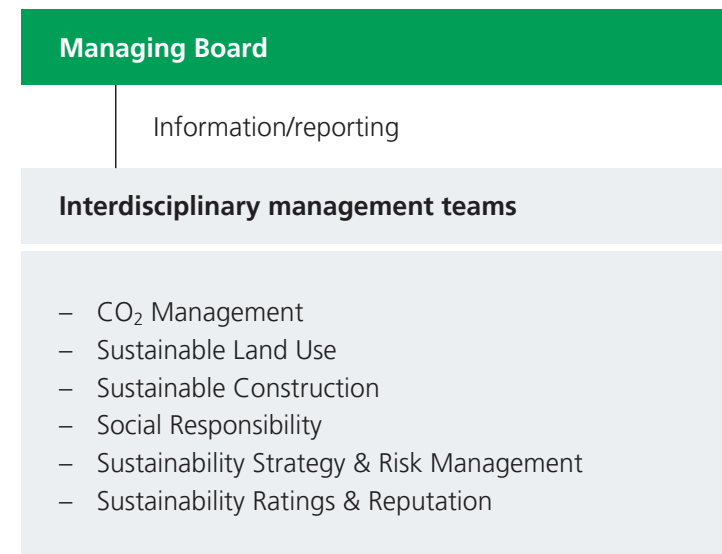 Managing Board
Information/reporting
Interdisciplinary management teams
– CO₂ Management
– Sustainable Land Use
– Sustainable Construction
– Social Responsibility
– Sustainability Strategy & Risk Management
– Sustainability Ratings & Reputation